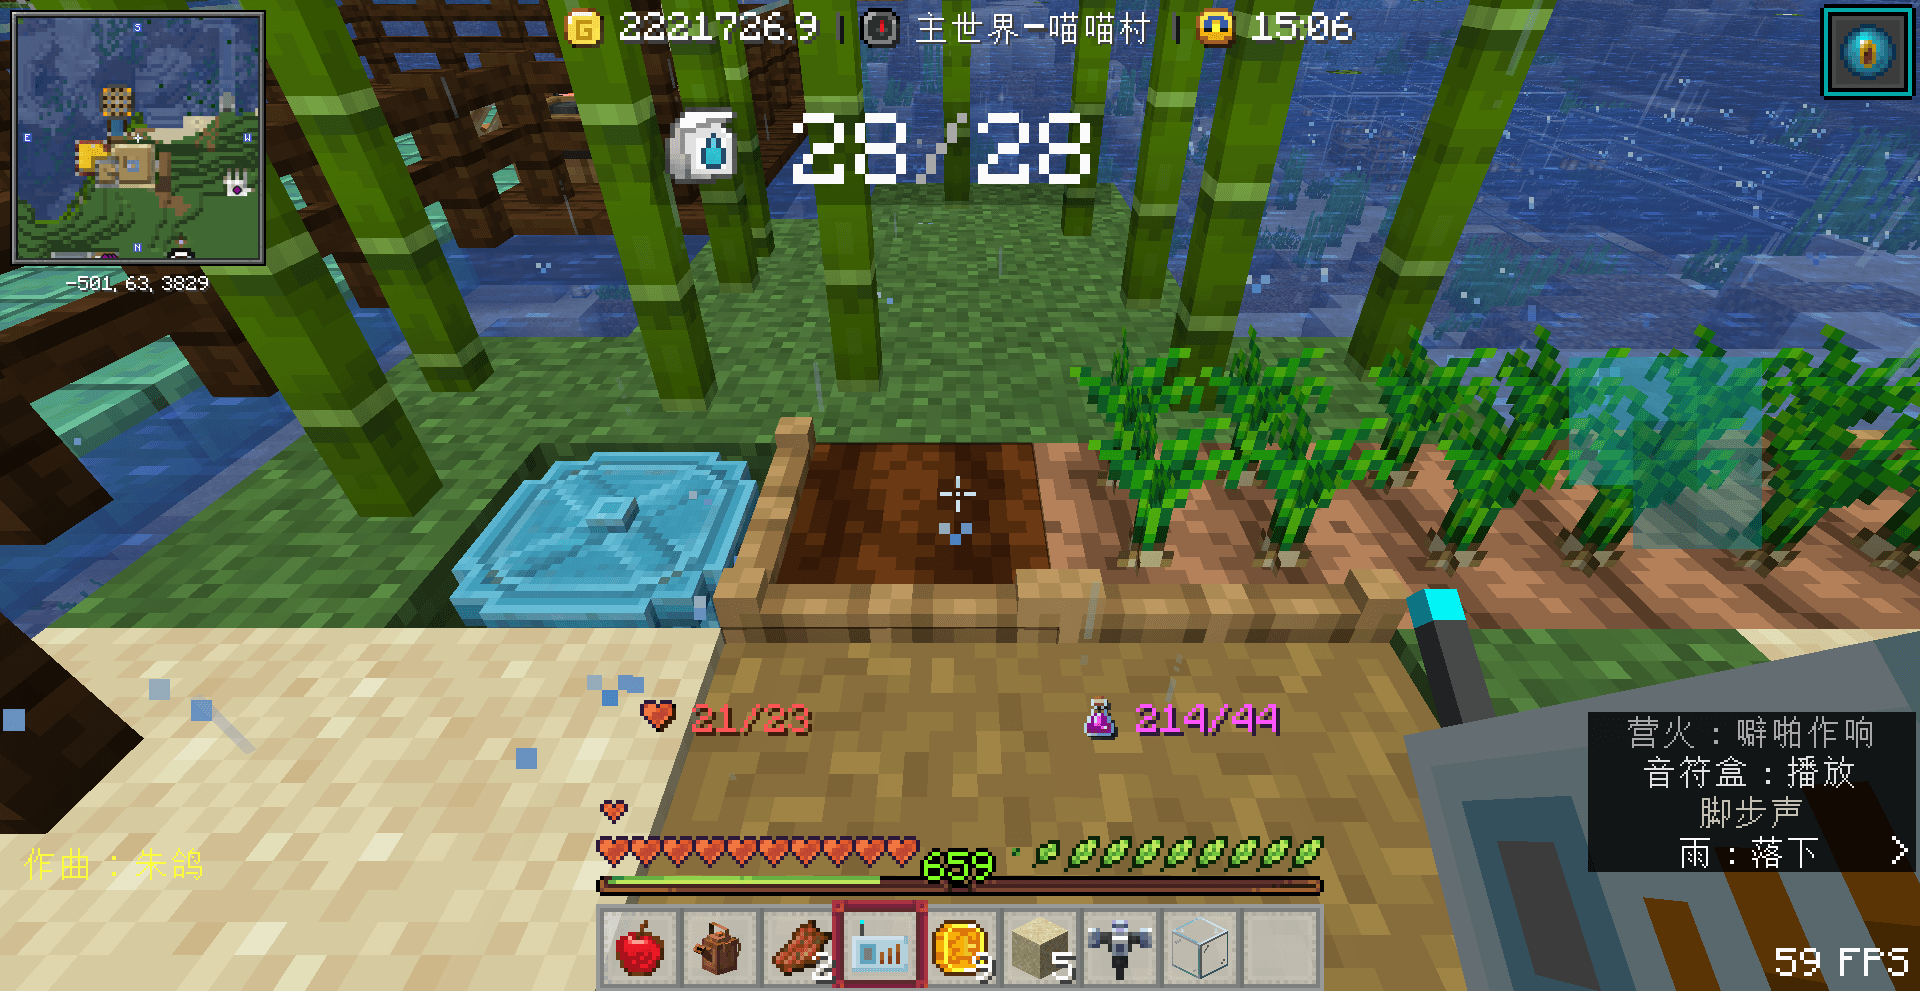 2221726.9 | 主世界-喵喵村 | 15:06
S
E
W
N
-501, 63, 3829
28/28
21/23
214/44
营火：噼啪作响
音符盒：播放
脚步声
雨：落下 >
作曲：朱鸽
659
2
9
5
59 FPS